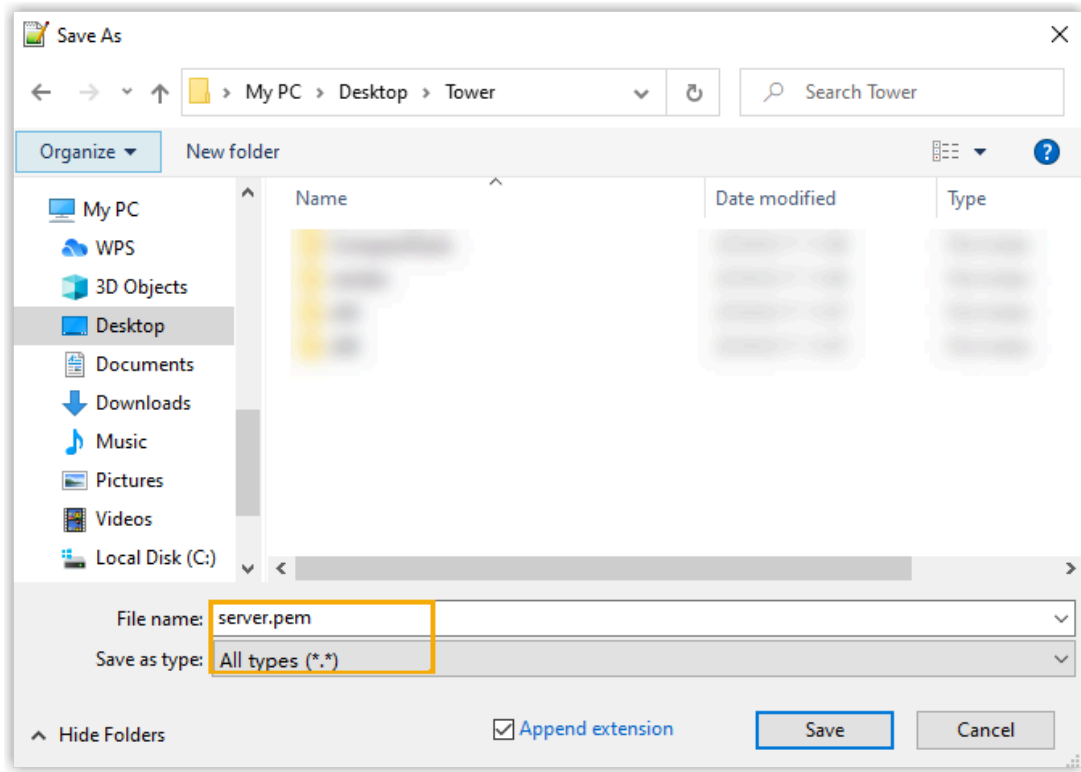 Save As
My PC > Desktop > Tower
Search Tower
Organize
New folder
Name
Date modified
Type
My PC
WPS
3D Objects
Desktop
Documents
Downloads
Music
Pictures
Videos
Local Disk (C:)
File name: server.pem
Save as type: All types (*.*)
Hide Folders
Append extension
Save
Cancel